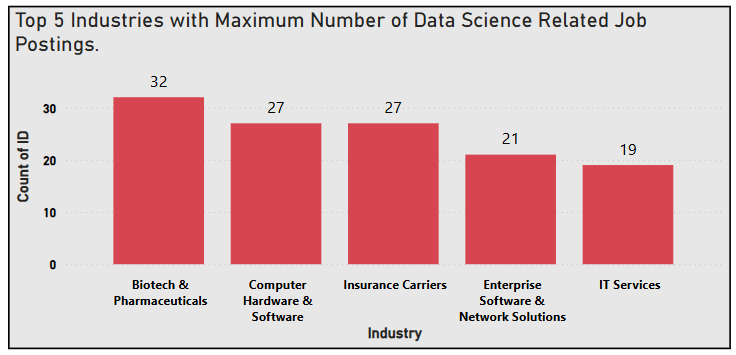 Top 5 Industries with Maximum Number of Data Science Related Job
Postings.
32
27
27
21
19
30
20
10
0
Count of ID
Biotech &
Pharmaceuticals
Computer
Hardware &
Software
Insurance Carriers
Enterprise
Software &
Network Solutions
IT Services
Industry